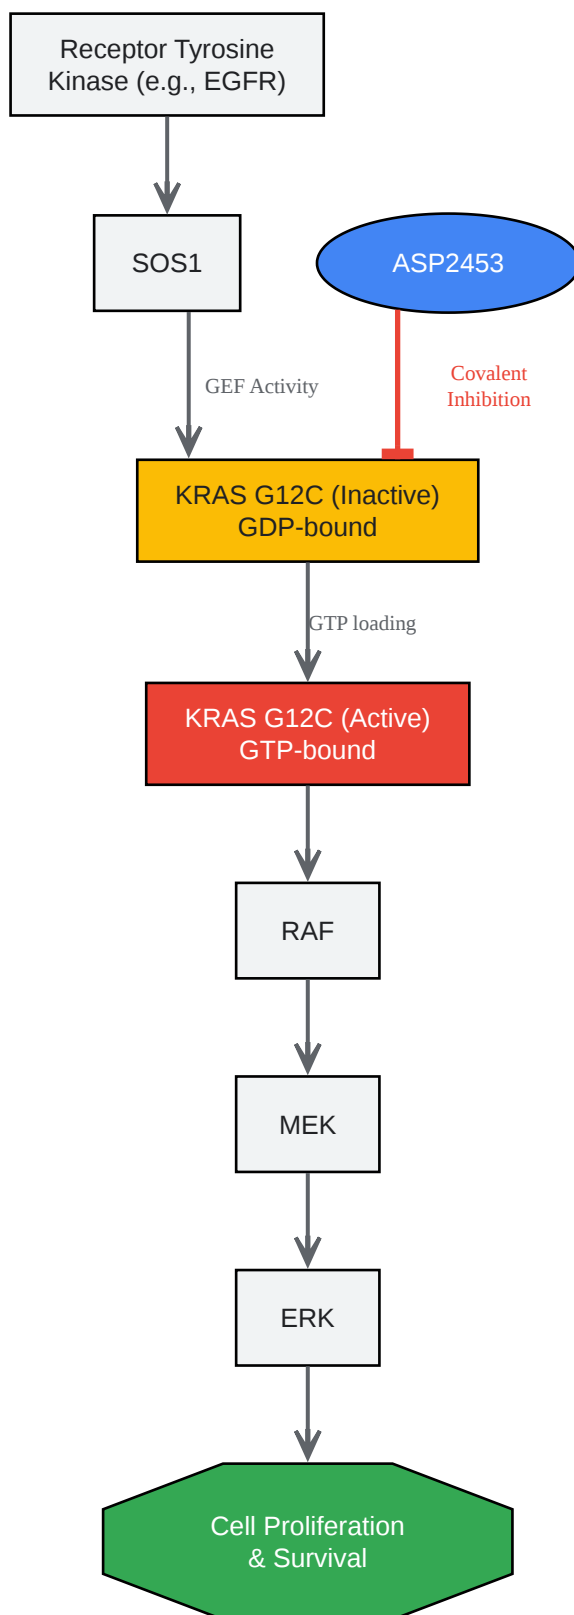 Receptor Tyrosine
Kinase (e.g., EGFR)
SOS1
ASP2453
GEF Activity
Covalent
Inhibition
KRAS G12C (Inactive)
GDP-bound
GTP loading
KRAS G12C (Active)
GTP-bound
RAF
MEK
ERK
Cell Proliferation
& Survival